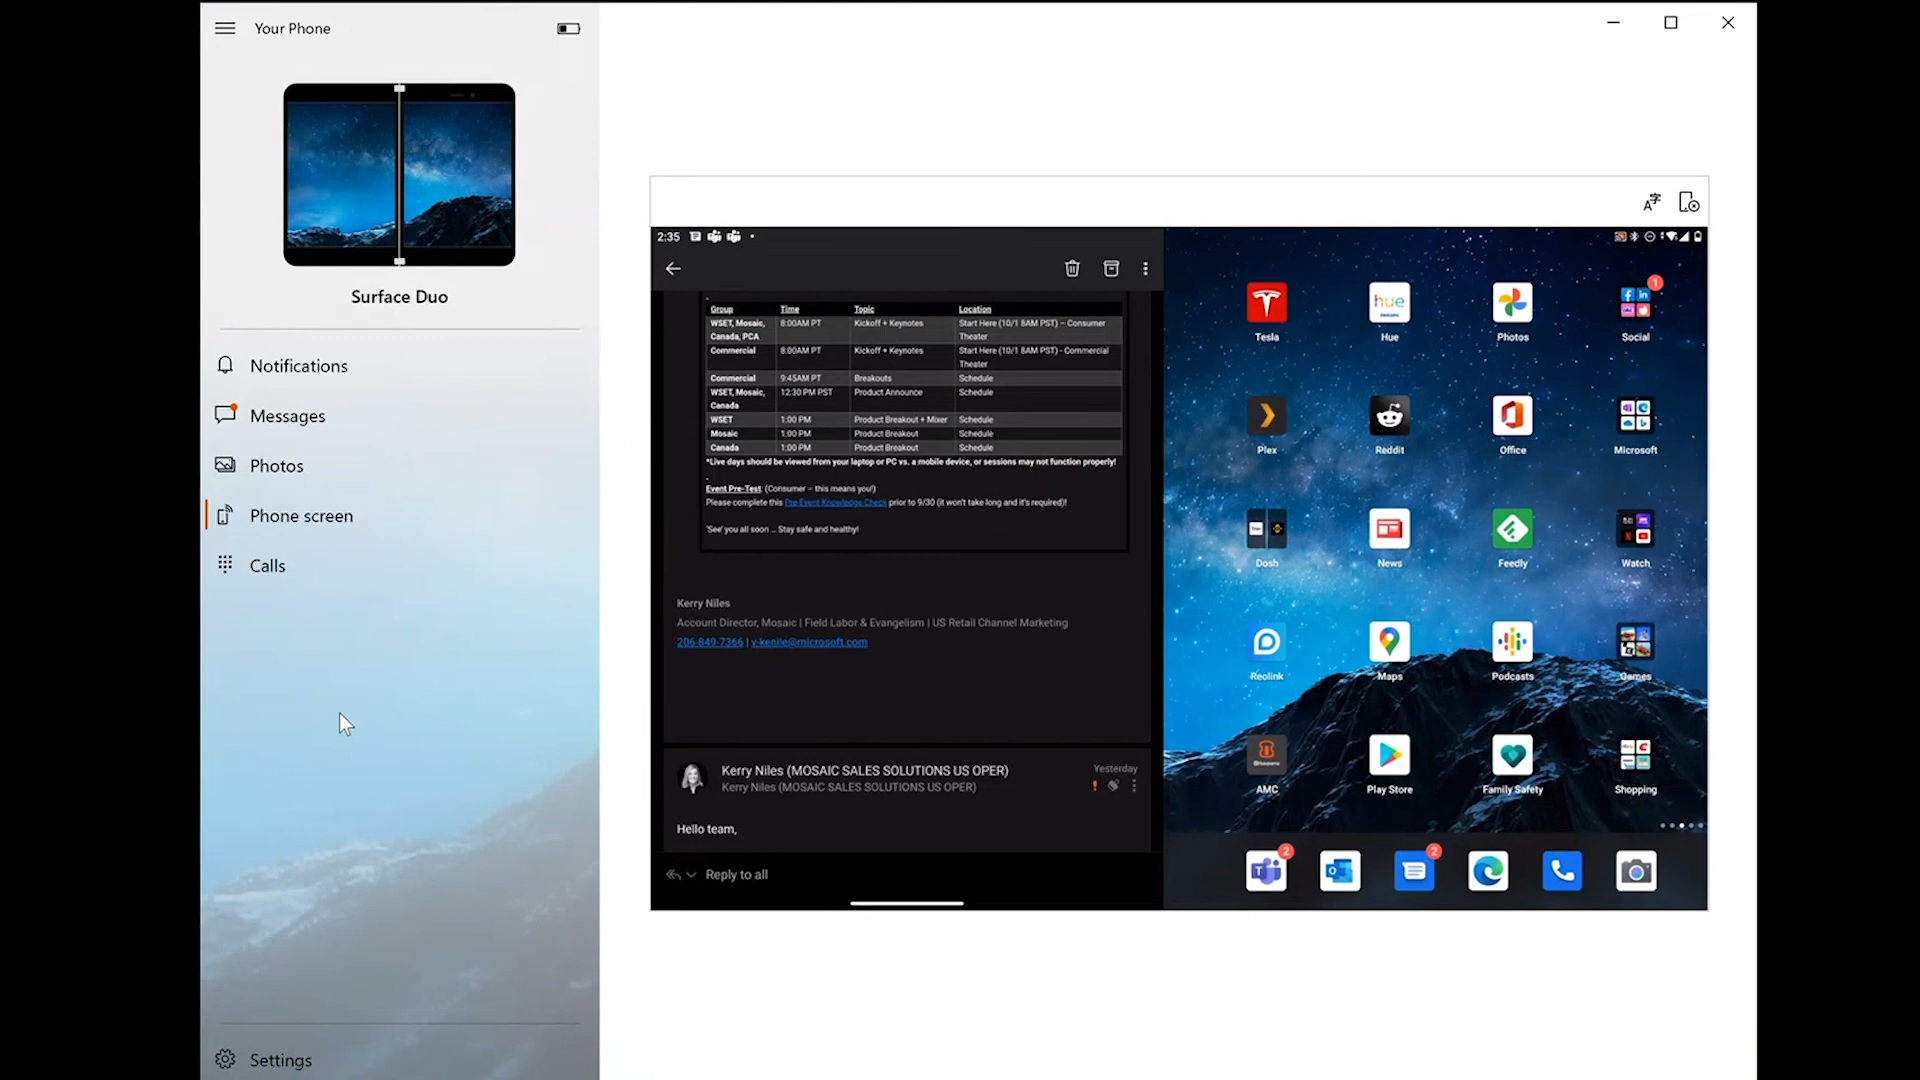 Your Phone
Surface Duo
Notifications
Messages
Photos
Phone screen
Calls
Settings
2:35
Group Time Topic Location
WSET, Mosaic, 8:00AM PT Kickoff + Keynotes Start Here (10/1 8AM PST) – Consumer
Canada, PCA Theater
Commercial 8:00AM PT Kickoff + Keynotes Start Here (10/1 8AM PST) - Commercial
Theater
Commercial 9:45AM PT Breakouts Schedule
WSET, Mosaic, 12:30 PM PST Product Announce Schedule
Canada
WSET 1:00 PM Product Breakout + Mixer Schedule
Mosaic 1:00 PM Product Breakout Schedule
Canada 1:00 PM Product Breakout Schedule
*Live days should be viewed from your laptop or PC vs. a mobile device, or sessions may not function properly!
Event Pre-Test: (Consumer – this means you!)
Please complete this Pre-Event Knowledge Check prior to 9/30 (it won't take long and it's required)!
'See' you all soon ... Stay safe and healthy!
Kerry Niles
Account Director, Mosaic | Field Labor & Evangelism | US Retail Channel Marketing
206-849-7366 | v-kenile@microsoft.com
Kerry Niles (MOSAIC SALES SOLUTIONS US OPER) Yesterday
Kerry Niles (MOSAIC SALES SOLUTIONS US OPER)
Hello team,
Reply to all
hue
1
Tesla Hue Photos Social
Plex Reddit Office Microsoft
Dosh News Feedly Watch
Reolink Maps Podcasts Games
AMC Play Store Family Safety Shopping
2 2